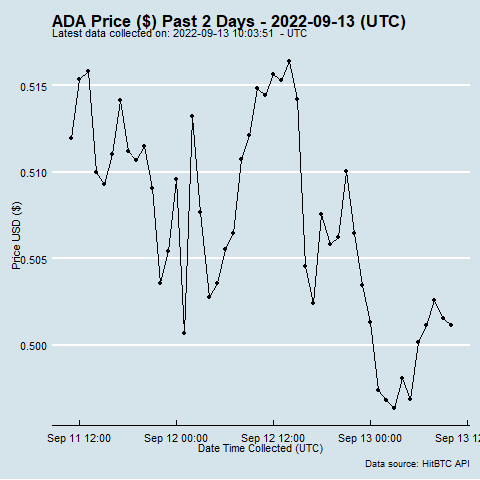 ADA Price ($) Past 2 Days - 2022-09-13 (UTC)
Latest data collected on: 2022-09-13 10:03:51  - UTC
0.515
0.510
0.505
0.500
Price USD ($)
Sep 11 12:00
Sep 12 00:00
Sep 12 12:00
Sep 13 00:00
Sep 13 12
Date Time Collected (UTC)
Data source: HitBTC API